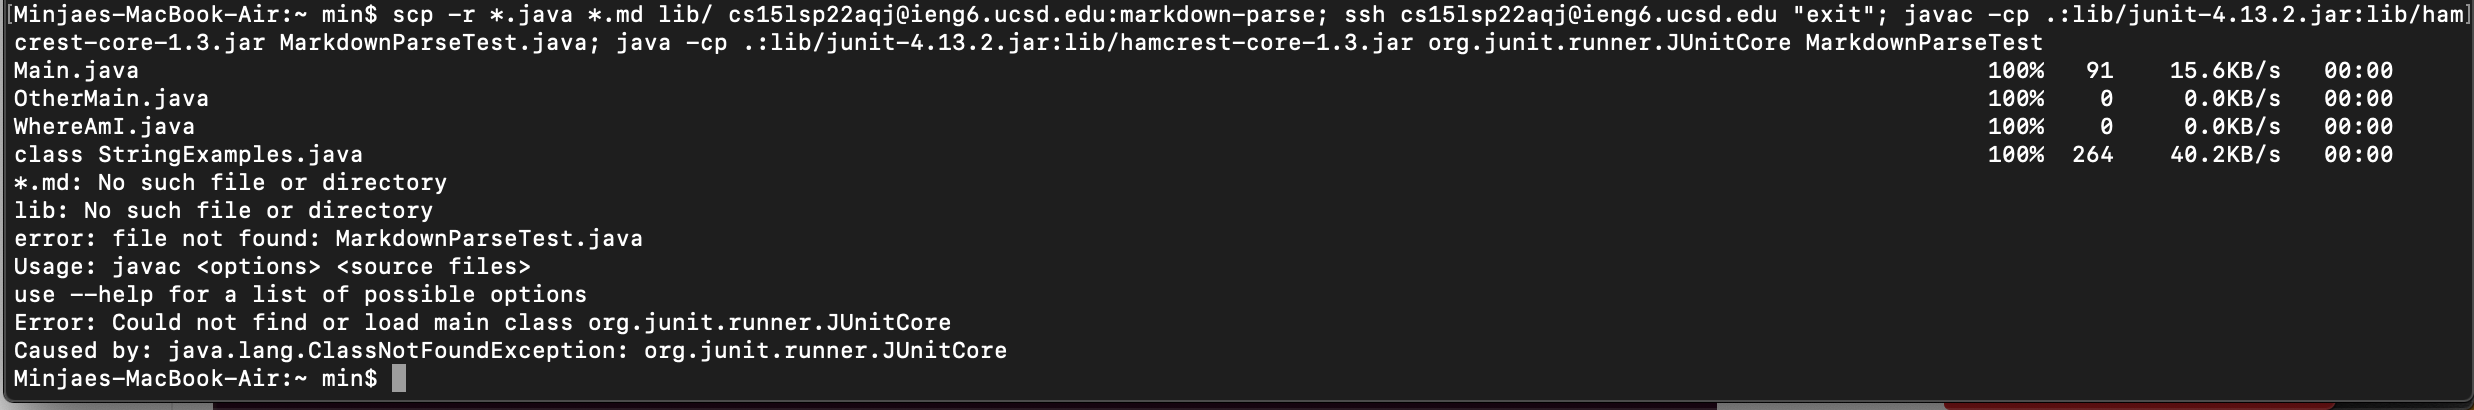 [Minjaes-MacBook-Air:~ min$ scp -r *.java *.md lib/ cs15lsp22aqj@ieng6.ucsd.edu:markdown-parse; ssh cs15lsp22aqj@ieng6.ucsd.edu "exit"; javac -cp .:lib/junit-4.13.2.jar:lib/ham]
crest-core-1.3.jar MarkdownParseTest.java; java -cp .:lib/junit-4.13.2.jar:lib/hamcrest-core-1.3.jar org.junit.runner.JUnitCore MarkdownParseTest
Main.java 100% 91 15.6KB/s 00:00
OtherMain.java 100% 0 0.0KB/s 00:00
WhereAmI.java 100% 0 0.0KB/s 00:00
class StringExamples.java 100% 264 40.2KB/s 00:00
*.md: No such file or directory
lib: No such file or directory
error: file not found: MarkdownParseTest.java
Usage: javac <options> <source files>
use --help for a list of possible options
Error: Could not find or load main class org.junit.runner.JUnitCore
Caused by: java.lang.ClassNotFoundException: org.junit.runner.JUnitCore
Minjaes-MacBook-Air:~ min$